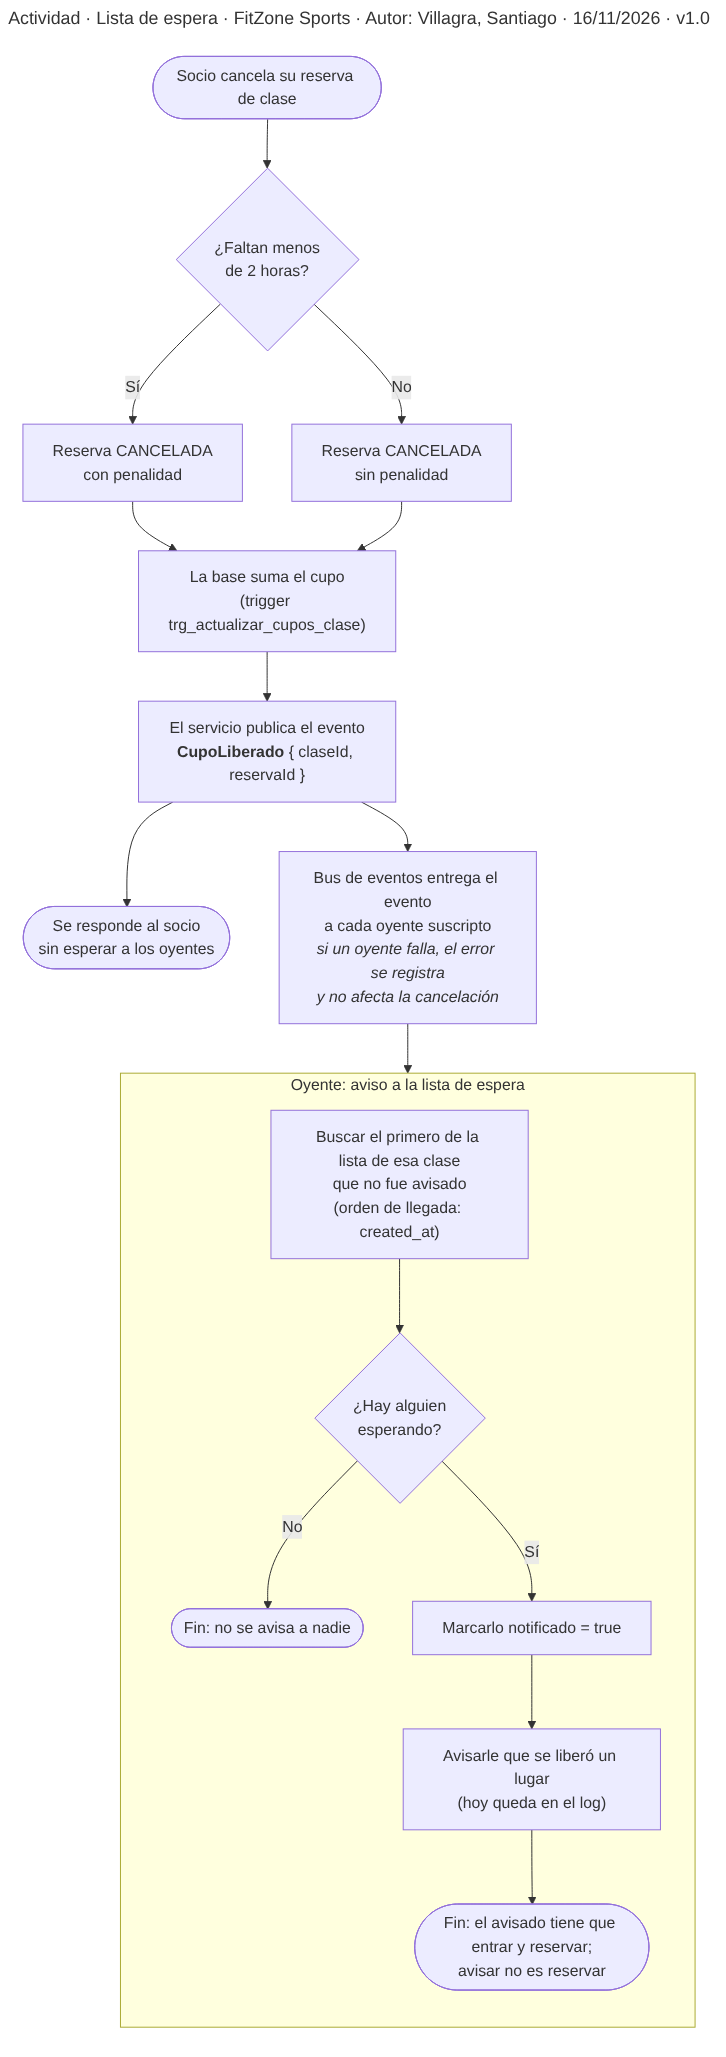 Actividad · Lista de espera · FitZone Sports · Autor: Villagra, Santiago · 16/11/2026 · v1.0
Socio cancela su reserva
de clase
¿Faltan menos
de 2 horas?
Sí
No
Reserva CANCELADA
con penalidad
Reserva CANCELADA
sin penalidad
La base suma el cupo
(trigger
trg_actualizar_cupos_clase)
El servicio publica el evento
CupoLiberado { claseId,
reservaId }
Se responde al socio
sin esperar a los oyentes
Bus de eventos entrega el
evento
a cada oyente suscripto
si un oyente falla, el error
se registra
y no afecta la cancelación
Oyente: aviso a la lista de espera
Buscar el primero de la
lista de esa clase
que no fue avisado
(orden de llegada:
created_at)
¿Hay alguien
esperando?
No
Sí
Fin: no se avisa a nadie
Marcarlo notificado = true
Avisarle que se liberó un
lugar
(hoy queda en el log)
Fin: el avisado tiene que
entrar y reservar;
avisar no es reservar